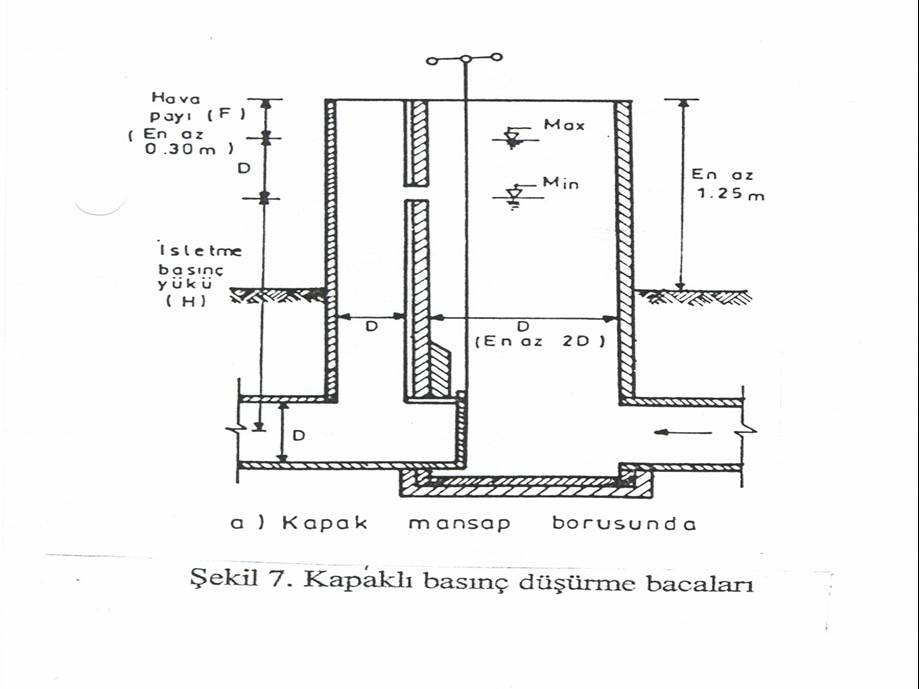 Hava
payı (F)
(En az
0.30m)
D
İsletme
basınç
yükü
(H)
Max
Min
En az
1.25m
D
D
(En az 2D)
D
a) Kapak mansap borusunda
Şekil 7. Kapaklı basınç düşürme bacaları